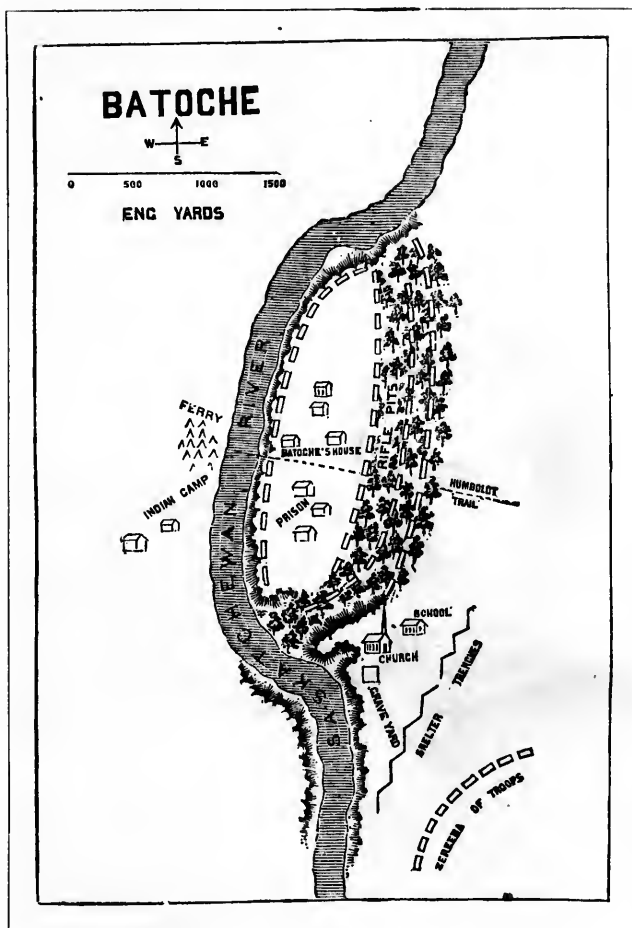 BATOCHE
W E
S
0 500 1000 1500
ENG YARDS
SASKATCHEWAN RIVER
FERRY
INDIAN CAMP
BATOCHE'S HOUSE
RIFLE PITS
PRISON
HUMBOLDT
TRAIL
SCHOOL
CHURCH
GRAVE YARD
SHELTER TRENCHES
ZEREEBA OF TROOPS